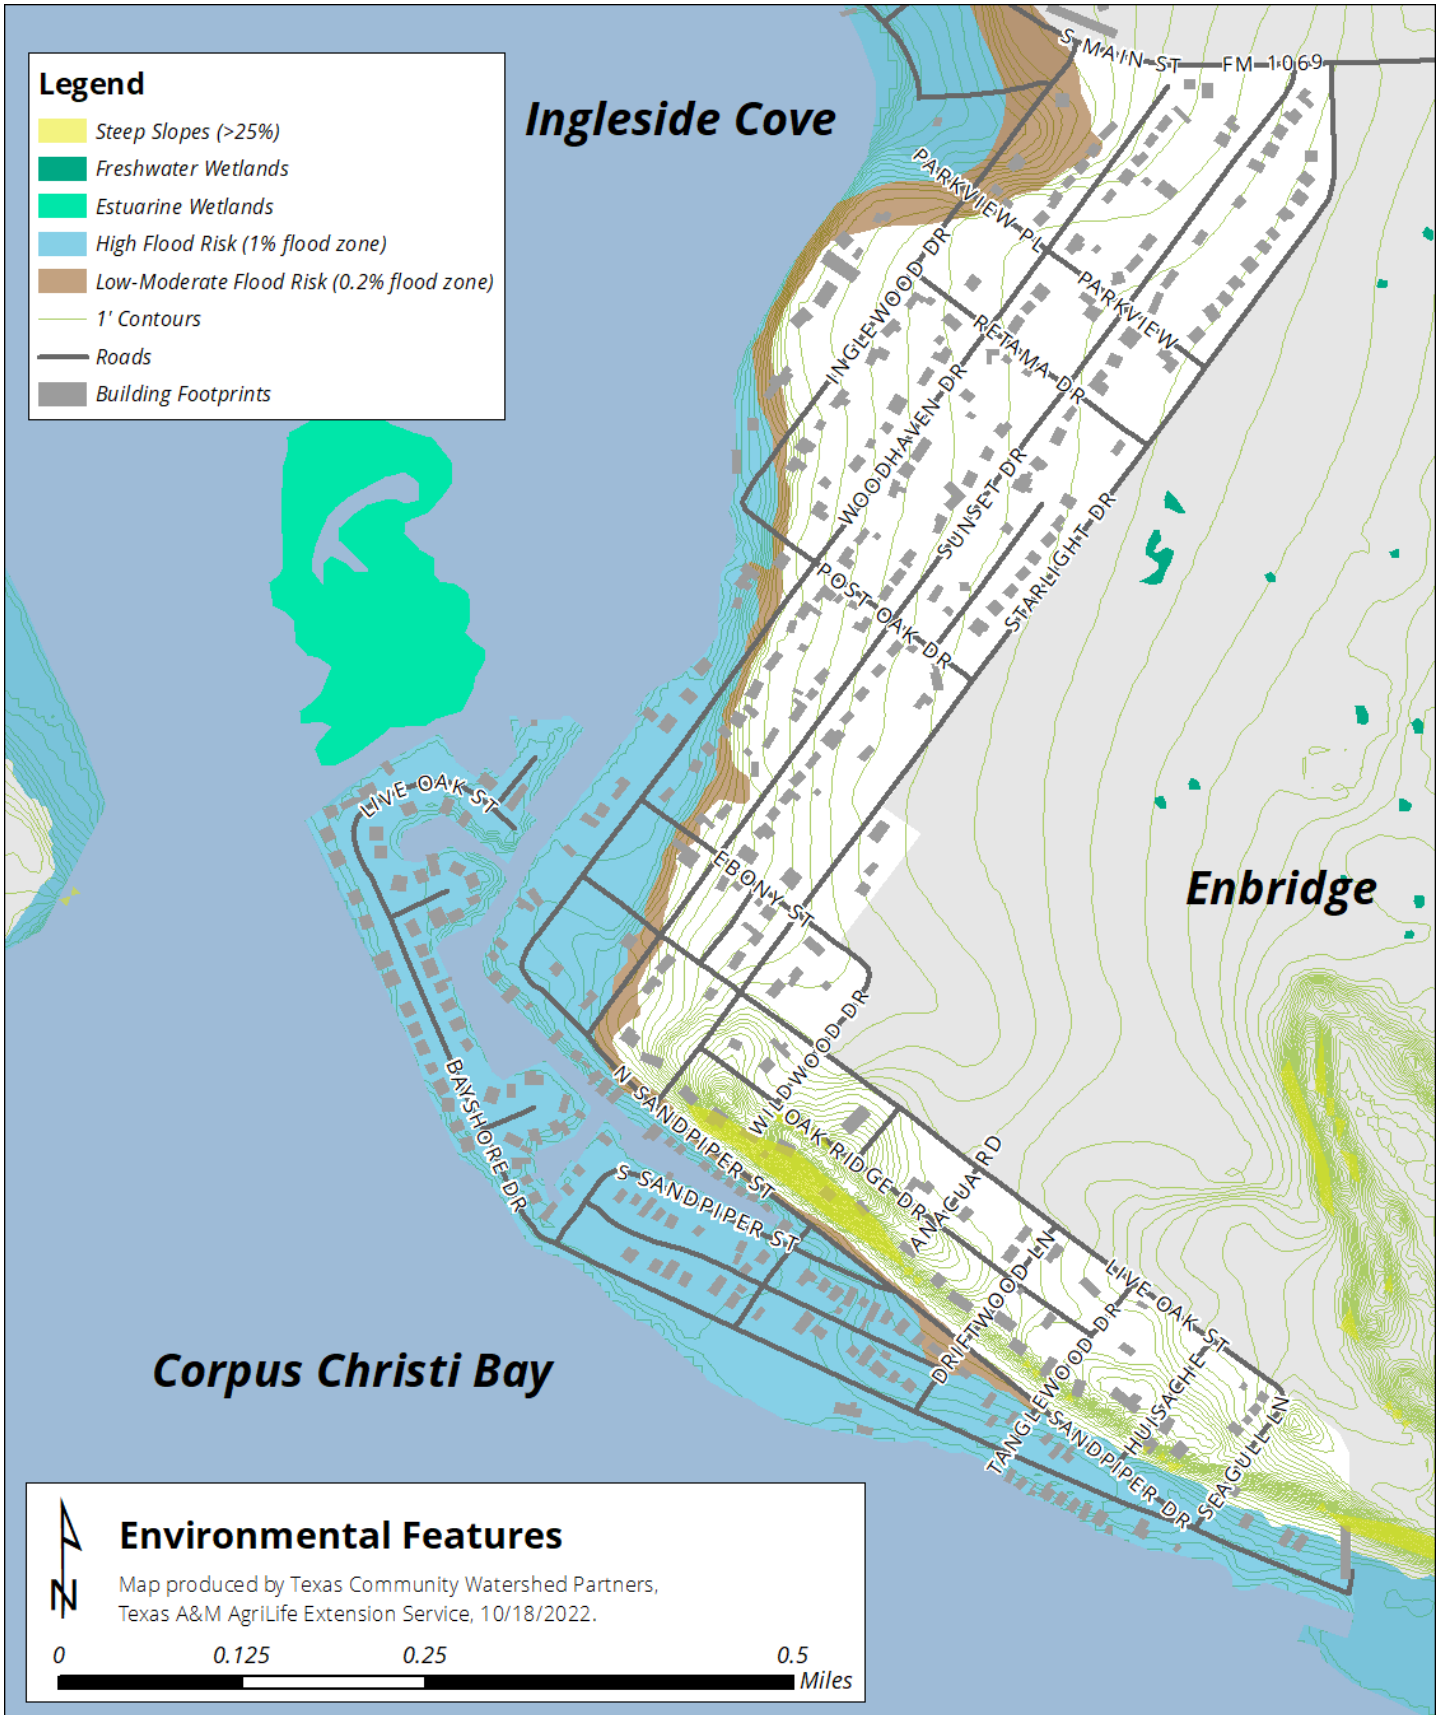 Legend
Steep Slopes (>25%)
Freshwater Wetlands
Estuarine Wetlands
High Flood Risk (1% flood zone)
Low-Moderate Flood Risk (0.2% flood zone)
1' Contours
Roads
Building Footprints
Ingleside Cove
S MAIN ST
FM 1069
PARKVIEW PL
PARKVIEW
INGLEWOOD DR
RETAMA DR
WOODHAVEN DR
SUNSET DR
STARLIGHT DR
POST OAK DR
LIVE OAK ST
EBONY ST
Enbridge
WILDWOOD DR
BAYSHORE DR
N SANDPIPER ST
OAK RIDGE DR
S SANDPIPER ST
ANAQUA RD
DRIFTWOOD LN
LIVE OAK ST
TANGLEWOOD DR
HUISACHE
SANDPIPER DR
SEAGULL LN
Corpus Christi Bay
N
Environmental Features
Map produced by Texas Community Watershed Partners,
Texas A&M AgriLife Extension Service, 10/18/2022.
0 0.125 0.25 0.5
Miles